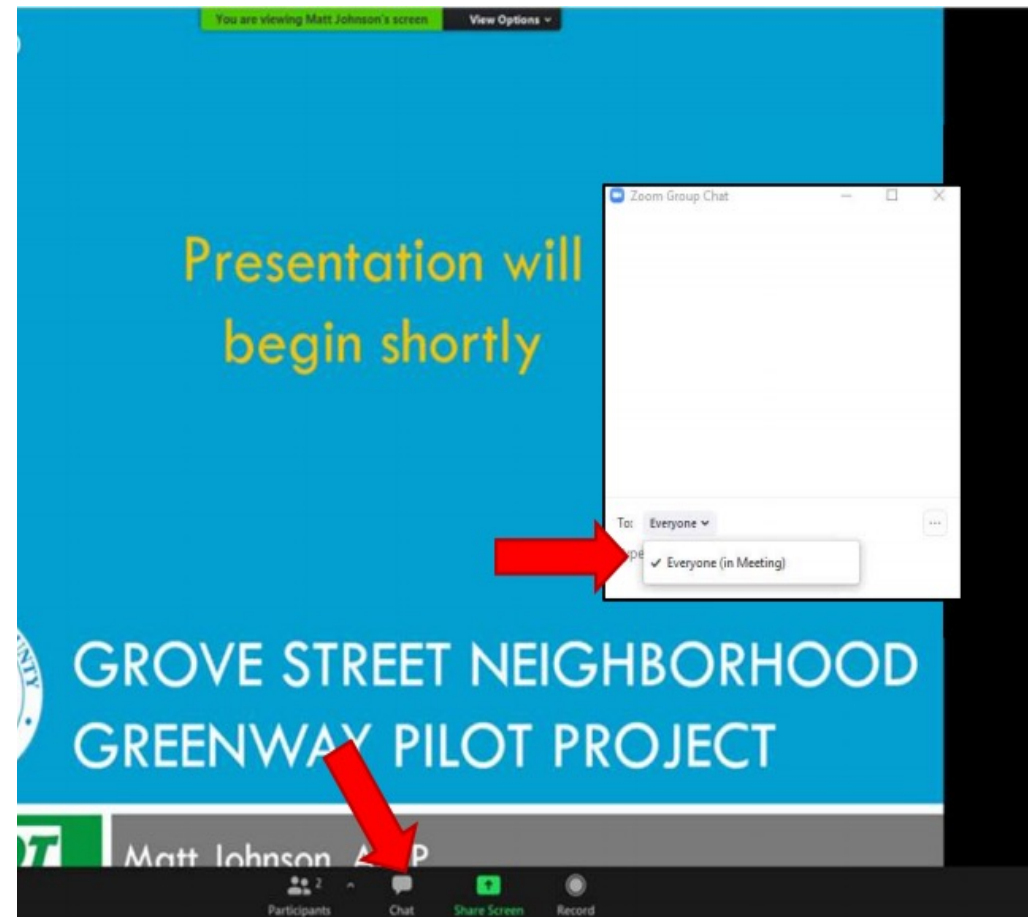 You are viewing Matt Johnson's screen View Options
Presentation will
begin shortly
Zoom Group Chat
To: Everyone
Everyone (in Meeting)
GROVE STREET NEIGHBORHOOD
GREENWAY PILOT PROJECT
Matt Johnson
2
Participants Chat Share Screen Record